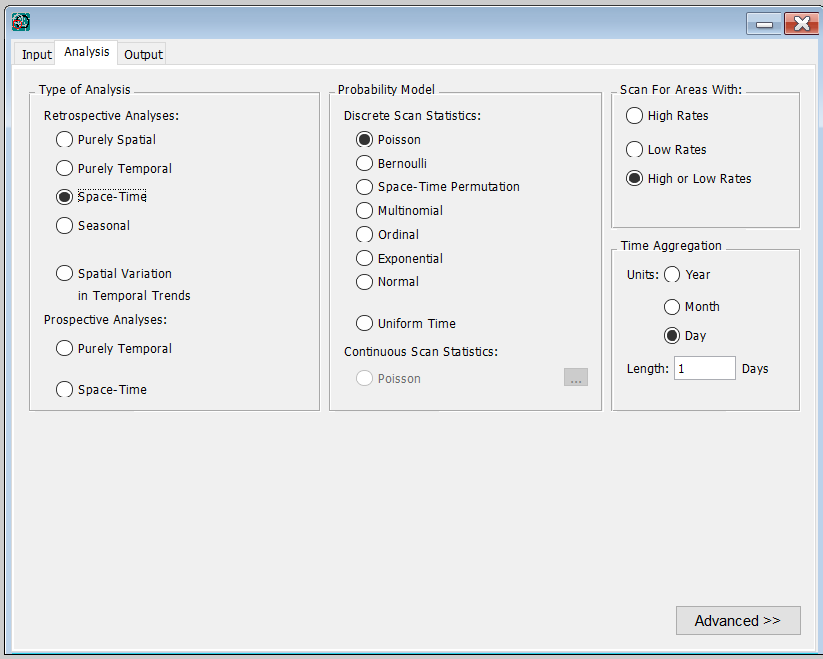 Input Analysis Output
Type of Analysis
Retrospective Analyses:
Purely Spatial
Purely Temporal
Space-Time
Seasonal
Spatial Variation
in Temporal Trends
Prospective Analyses:
Purely Temporal
Space-Time
Probability Model
Discrete Scan Statistics:
Poisson
Bernoulli
Space-Time Permutation
Multinomial
Ordinal
Exponential
Normal
Uniform Time
Continuous Scan Statistics:
Poisson ...
Scan For Areas With:
High Rates
Low Rates
High or Low Rates
Time Aggregation
Units: Year
Month
Day
Length: 1 Days
Advanced >>